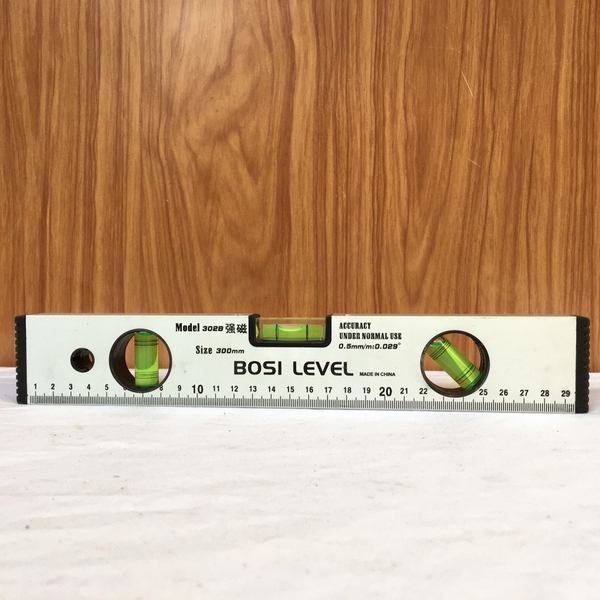 Model 302B 强磁
Size 300mm
BOSI LEVEL
MADE IN CHINA
ACCURACY
UNDER NORMAL USE
0.5mm/m:0.029°
1 2 3 4 5 6 7 8 9 10 11 12 13 14 15 16 17 18 19 20 21 22 25 26 27 28 29